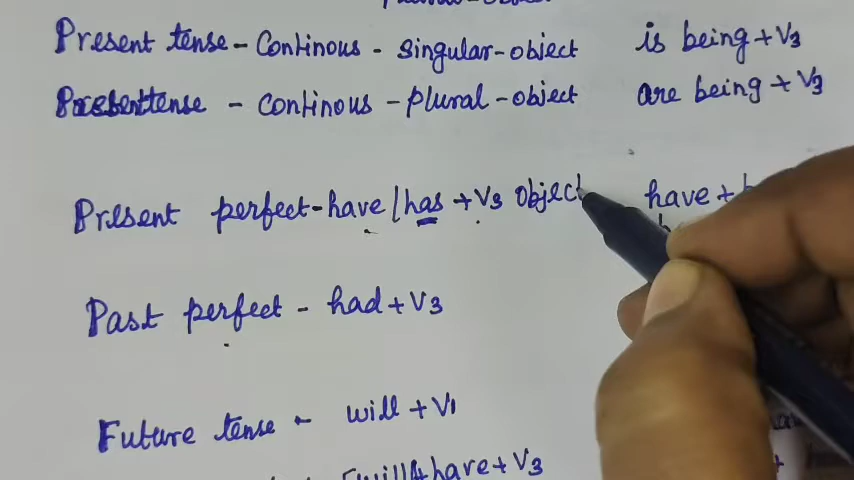 Present tense - Continous - singular-object is being + V3
Present tense - continous - plural - object are being + V3
Present perfect - have / has + V3 Object have +
Past perfect - had + V3
Future tense - will + V1
will + have + V3